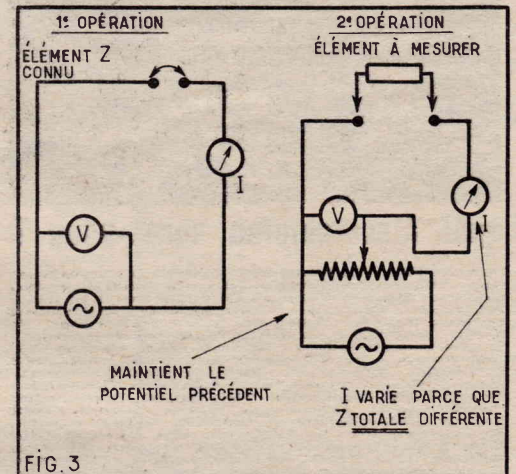 1e OPÉRATION
ÉLÉMENT Z
CONNU
I
V
2e OPÉRATION
ÉLÉMENT À MESURER
V
I
MAINTIENT LE
POTENTIEL PRÉCÉDENT
I VARIE PARCE QUE
Z TOTALE DIFFÉRENTE
FIG. 3